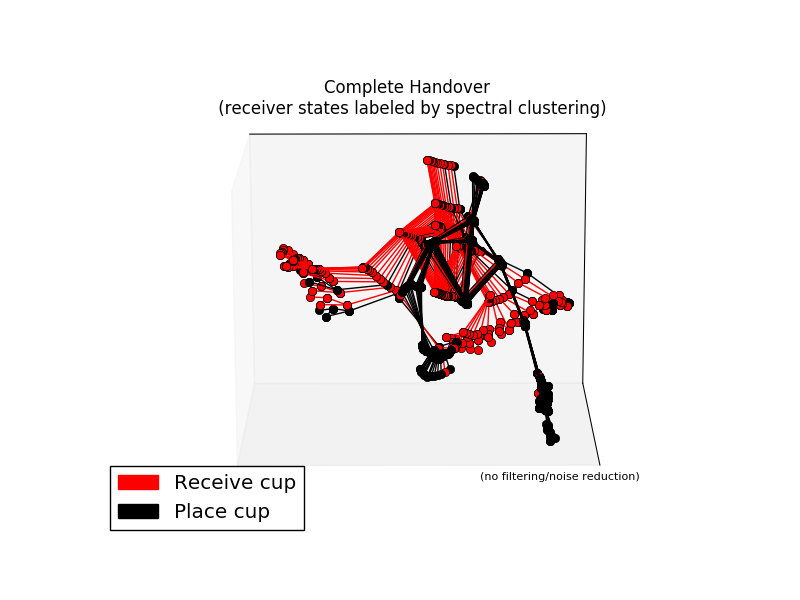 Complete Handover
(receiver states labeled by spectral clustering)
(no filtering/noise reduction)
Receive cup
Place cup